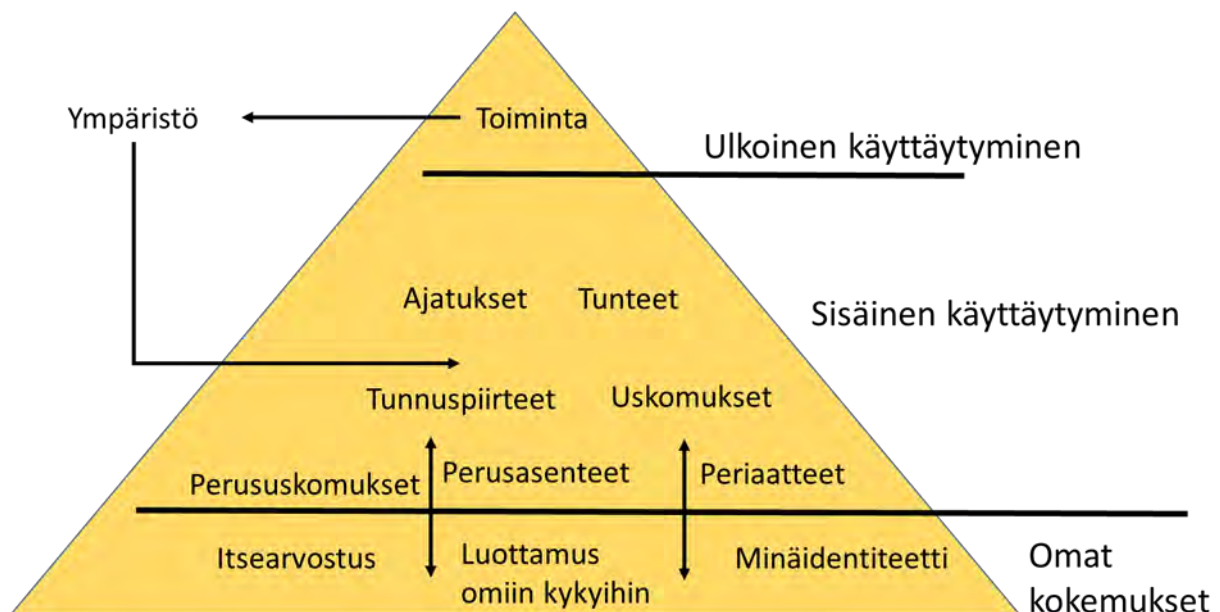 Ympäristö
Toiminta
Ulkoinen käyttäytyminen
Ajatukset
Tunteet
Sisäinen käyttäytyminen
Tunnuspiirteet
Uskomukset
Perususkomukset
Perusasenteet
Periaatteet
Itsearvostus
Luottamus
omiin kykyihin
Minäidentiteetti
Omat
kokemukset